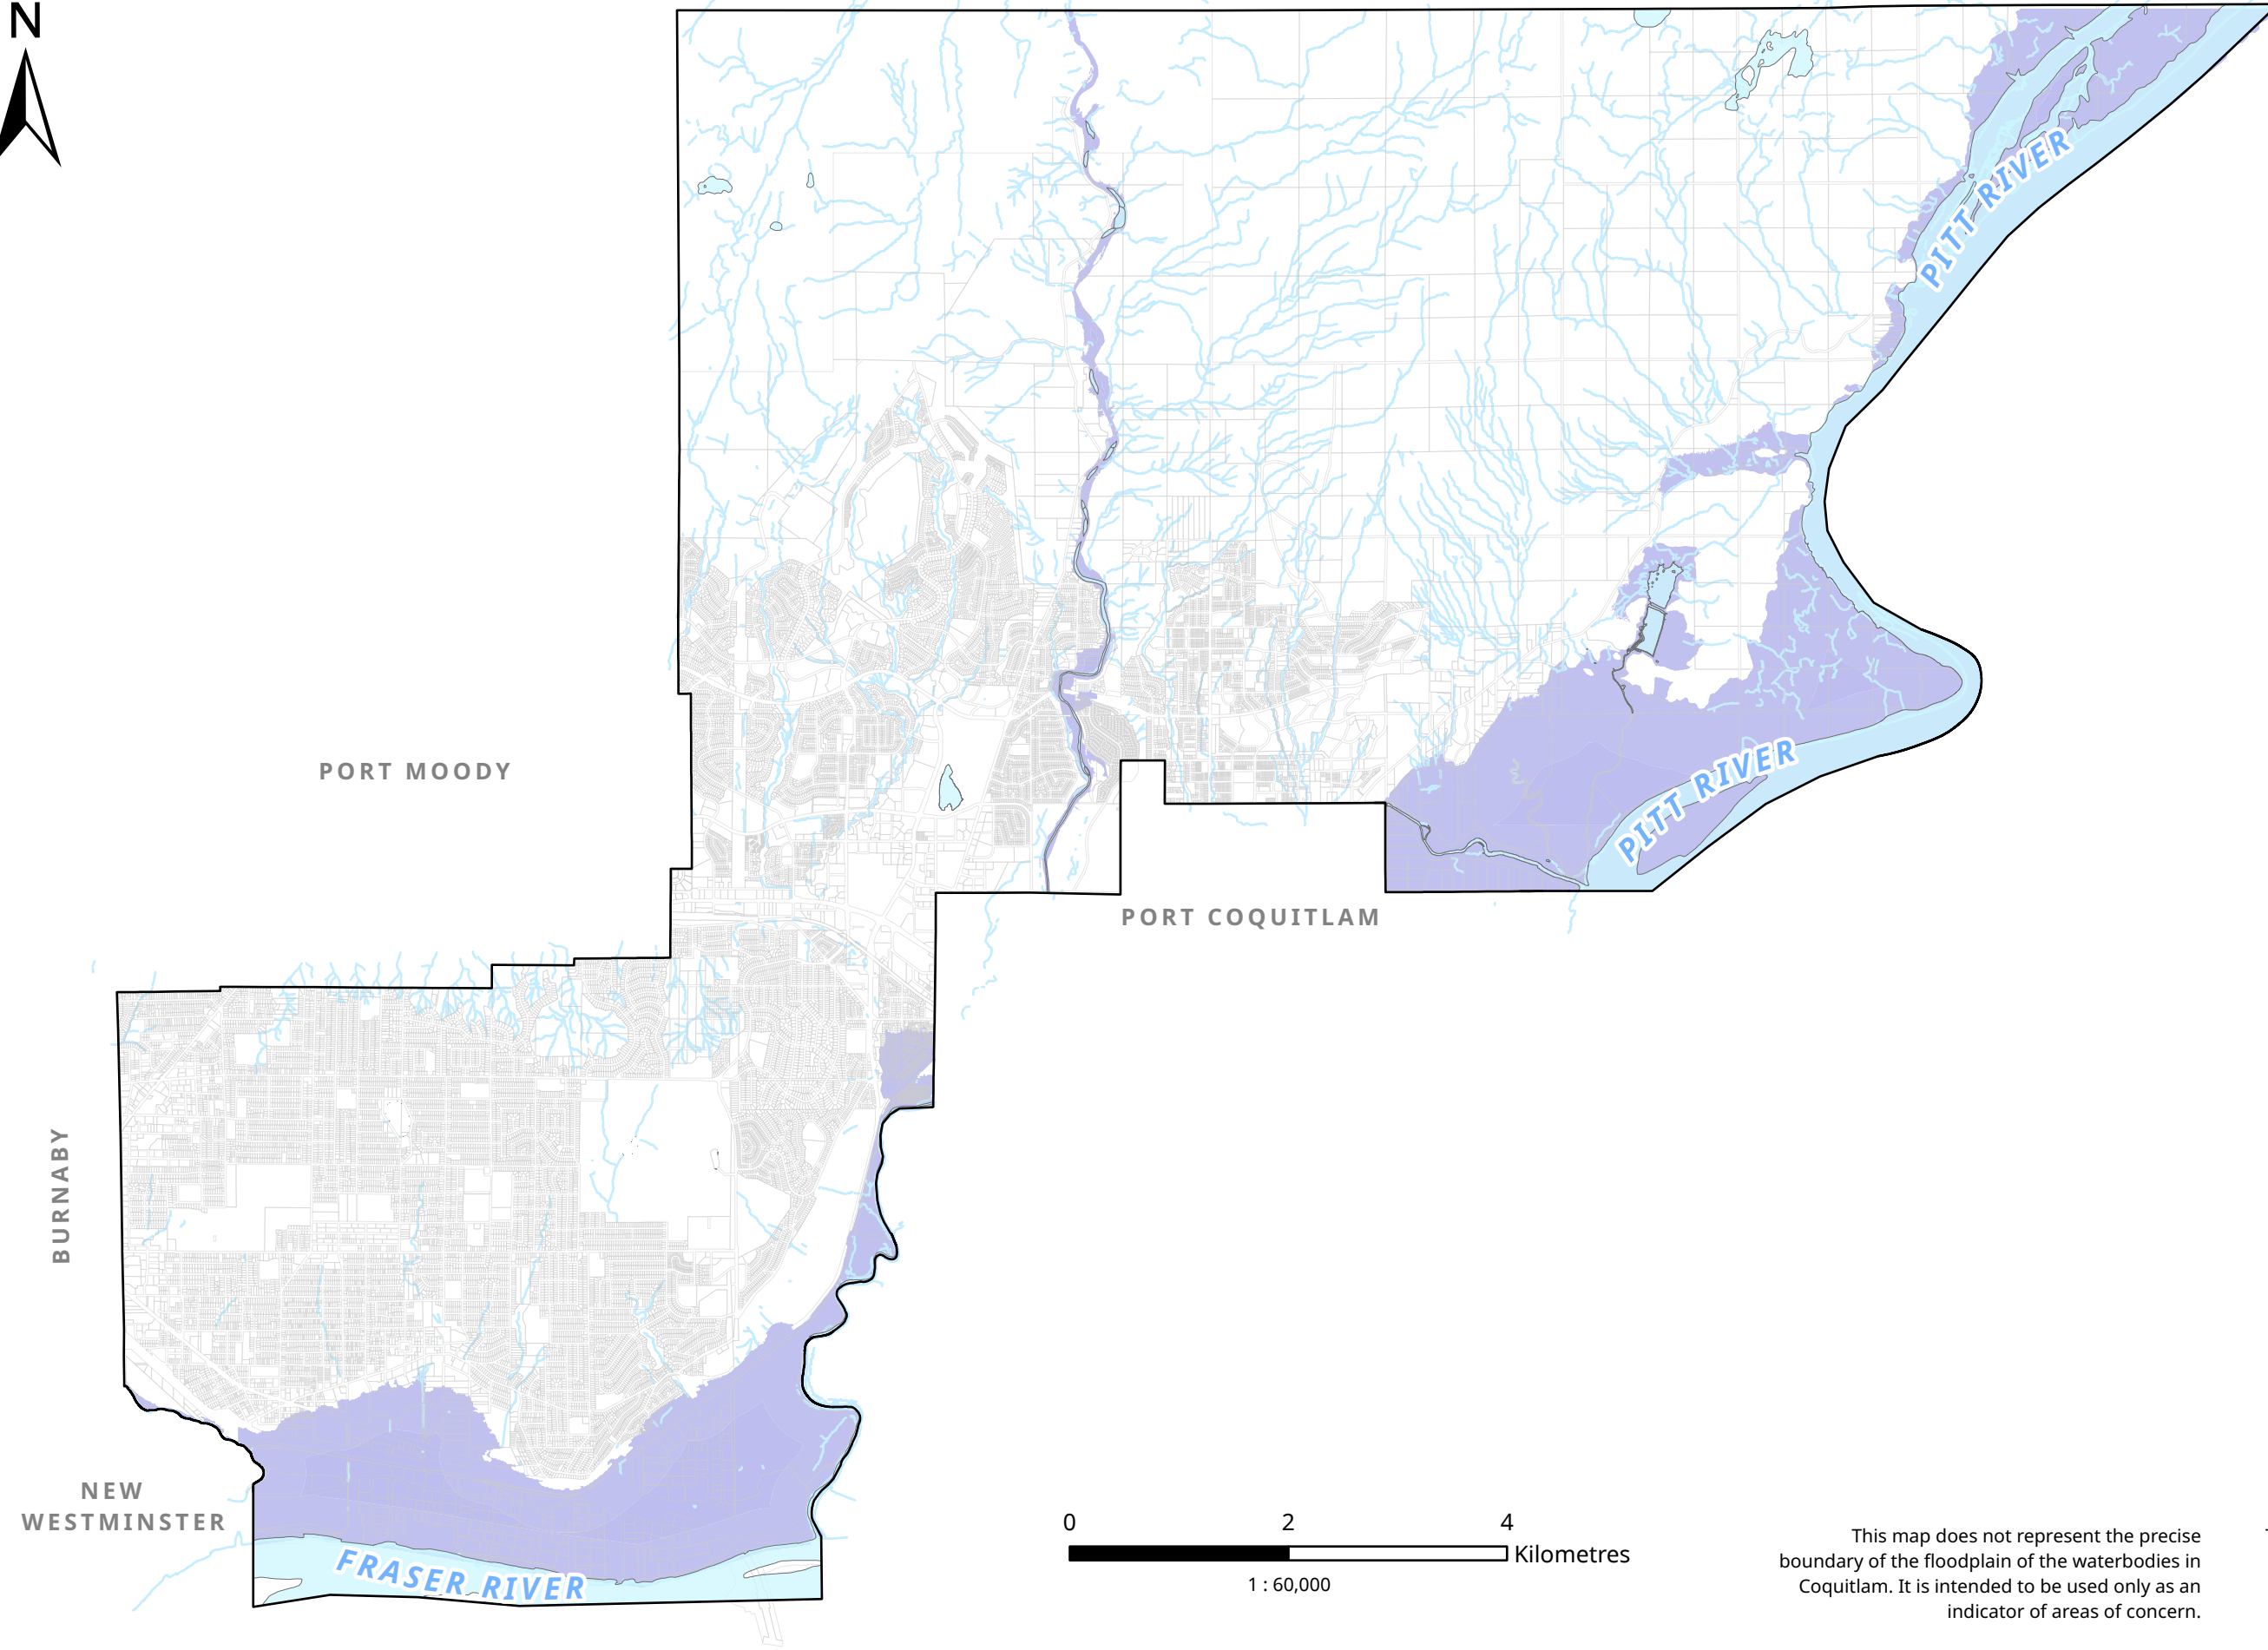 N
PITT RIVER
PORT MOODY
PITT RIVER
PORT COQUITLAM
BURNABY
NEW
WESTMINSTER
FRASER RIVER
0 2 4
Kilometres
1 : 60,000
This map does not represent the precise
boundary of the floodplain of the waterbodies in
Coquitlam. It is intended to be used only as an
indicator of areas of concern.